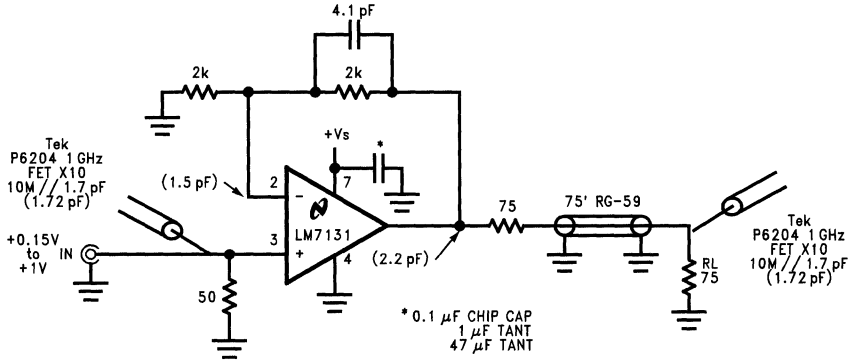 4.1 pF
2k
2k
+Vs
*
Tek
P6204 1 GHz
FET X10
10M // 1.7 pF
(1.72 pF)
(1.5 pF)
2
7
−
LM7131
3
+
4
+0.15V
to
+1V
IN
50
(2.2 pF)
75
75' RG-59
Tek
P6204 1 GHz
FET X10
10M // 1.7 pF
(1.72 pF)
RL
75
* 0.1 μF CHIP CAP
1 μF TANT
47 μF TANT